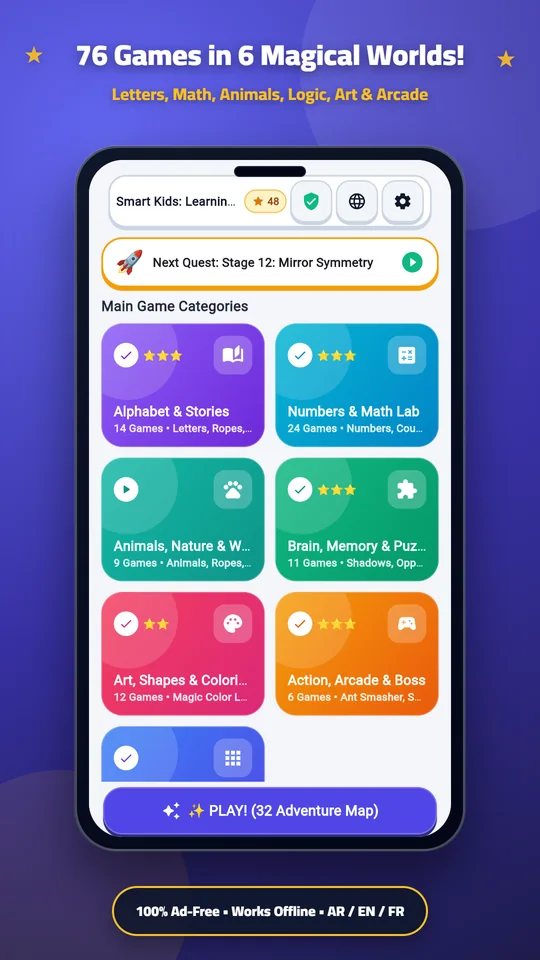 76 Games in 6 Magical Worlds!
Letters, Math, Animals, Logic, Art & Arcade
Smart Kids: Learnin...
48
Next Quest: Stage 12: Mirror Symmetry
Main Game Categories
Alphabet & Stories
14 Games • Letters, Ropes,...
Numbers & Math Lab
24 Games • Numbers, Cou...
Animals, Nature & W...
9 Games • Animals, Ropes,...
Brain, Memory & Puz...
11 Games • Shadows, Opp...
Art, Shapes & Colori...
12 Games • Magic Color L...
Action, Arcade & Boss
6 Games • Ant Smasher, S...
✨ PLAY! (32 Adventure Map)
100% Ad-Free • Works Offline • AR / EN / FR